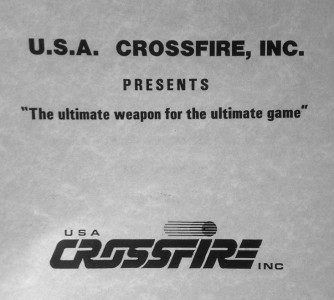 U.S.A. CROSSFIRE, INC.
PRESENTS
"The ultimate weapon for the ultimate game"
USA
CROSSFIRE INC